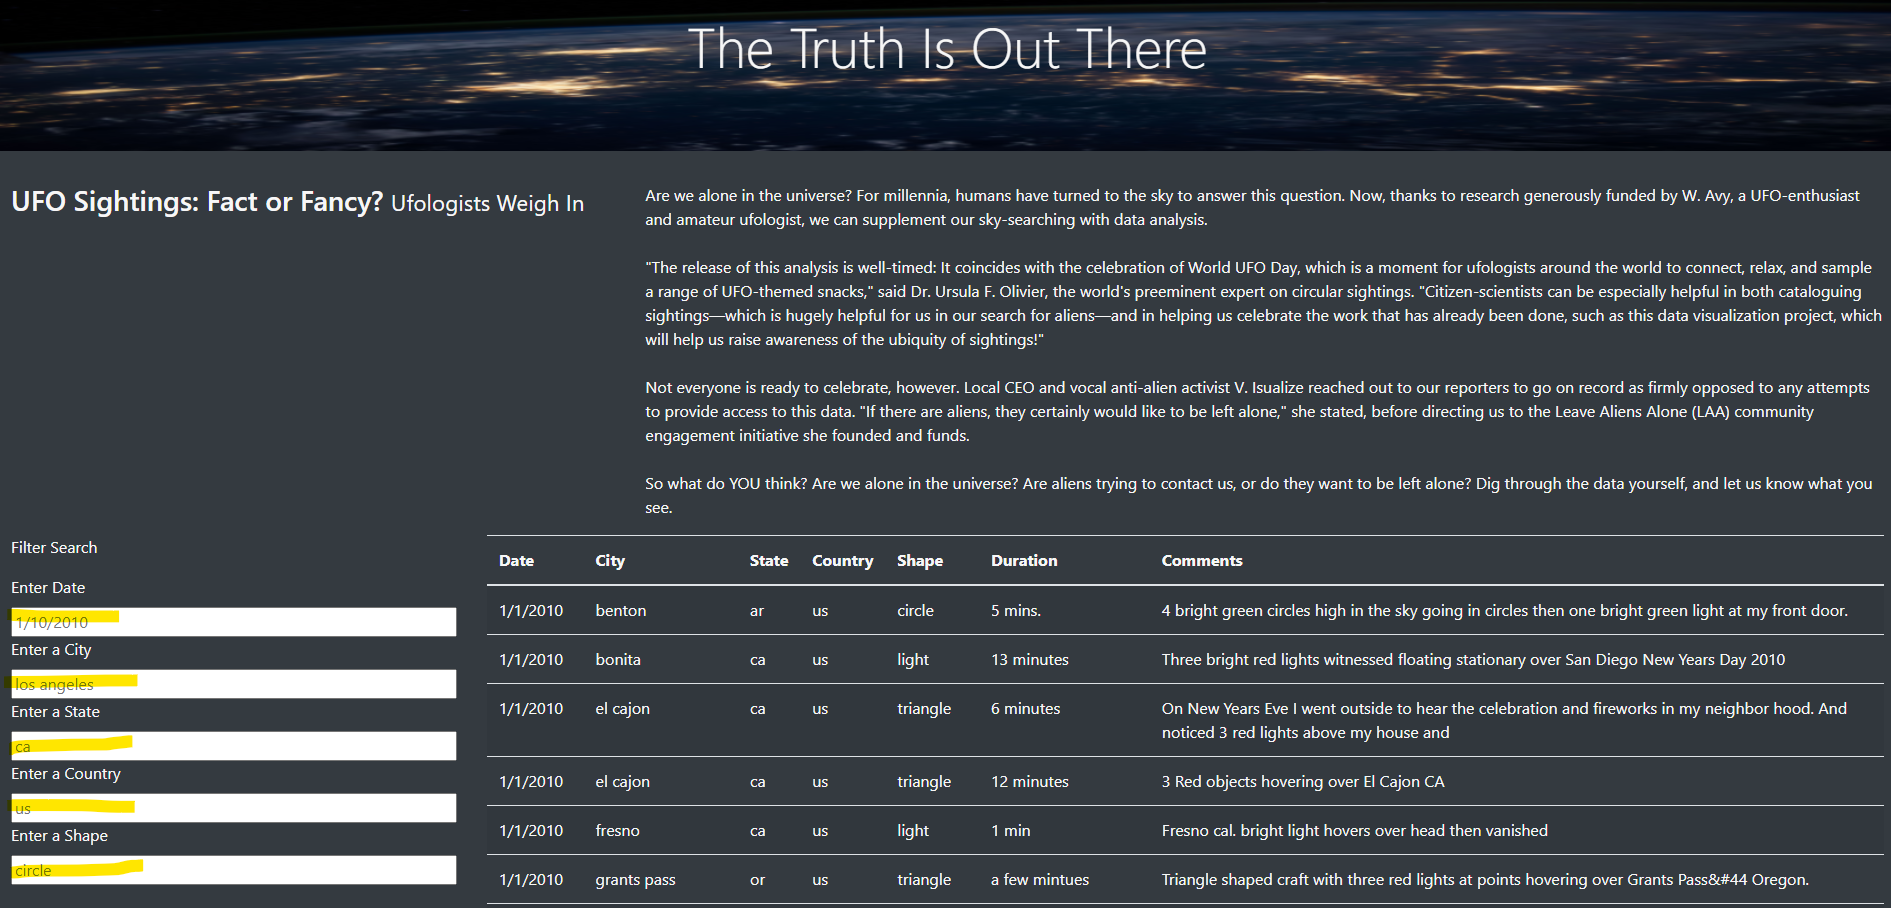 The Truth Is Out There
UFO Sightings: Fact or Fancy? Ufologists Weigh In
Are we alone in the universe? For millennia, humans have turned to the sky to answer this question. Now, thanks to research generously funded by W. Avy, a UFO-enthusiast
and amateur ufologist, we can supplement our sky-searching with data analysis.
"The release of this analysis is well-timed: It coincides with the celebration of World UFO Day, which is a moment for ufologists around the world to connect, relax, and sample
a range of UFO-themed snacks," said Dr. Ursula F. Olivier, the world's preeminent expert on circular sightings. "Citizen-scientists can be especially helpful in both cataloguing
sightings—which is hugely helpful for us in our search for aliens—and in helping us celebrate the work that has already been done, such as this data visualization project, which
will help us raise awareness of the ubiquity of sightings!"
Not everyone is ready to celebrate, however. Local CEO and vocal anti-alien activist V. Isualize reached out to our reporters to go on record as firmly opposed to any attempts
to provide access to this data. "If there are aliens, they certainly would like to be left alone," she stated, before directing us to the Leave Aliens Alone (LAA) community
engagement initiative she founded and funds.
So what do YOU think? Are we alone in the universe? Are aliens trying to contact us, or do they want to be left alone? Dig through the data yourself, and let us know what you
see.
Filter Search
Enter Date
1/10/2010
Enter a City
los angeles
Enter a State
ca
Enter a Country
us
Enter a Shape
circle
Date City State Country Shape Duration Comments
1/1/2010 benton ar us circle 5 mins. 4 bright green circles high in the sky going in circles then one bright green light at my front door.
1/1/2010 bonita ca us light 13 minutes Three bright red lights witnessed floating stationary over San Diego New Years Day 2010
1/1/2010 el cajon ca us triangle 6 minutes On New Years Eve I went outside to hear the celebration and fireworks in my neighbor hood. And
noticed 3 red lights above my house and
1/1/2010 el cajon ca us triangle 12 minutes 3 Red objects hovering over El Cajon CA
1/1/2010 fresno ca us light 1 min Fresno cal. bright light hovers over head then vanished
1/1/2010 grants pass or us triangle a few mintues Triangle shaped craft with three red lights at points hovering over Grants Pass&#44 Oregon.